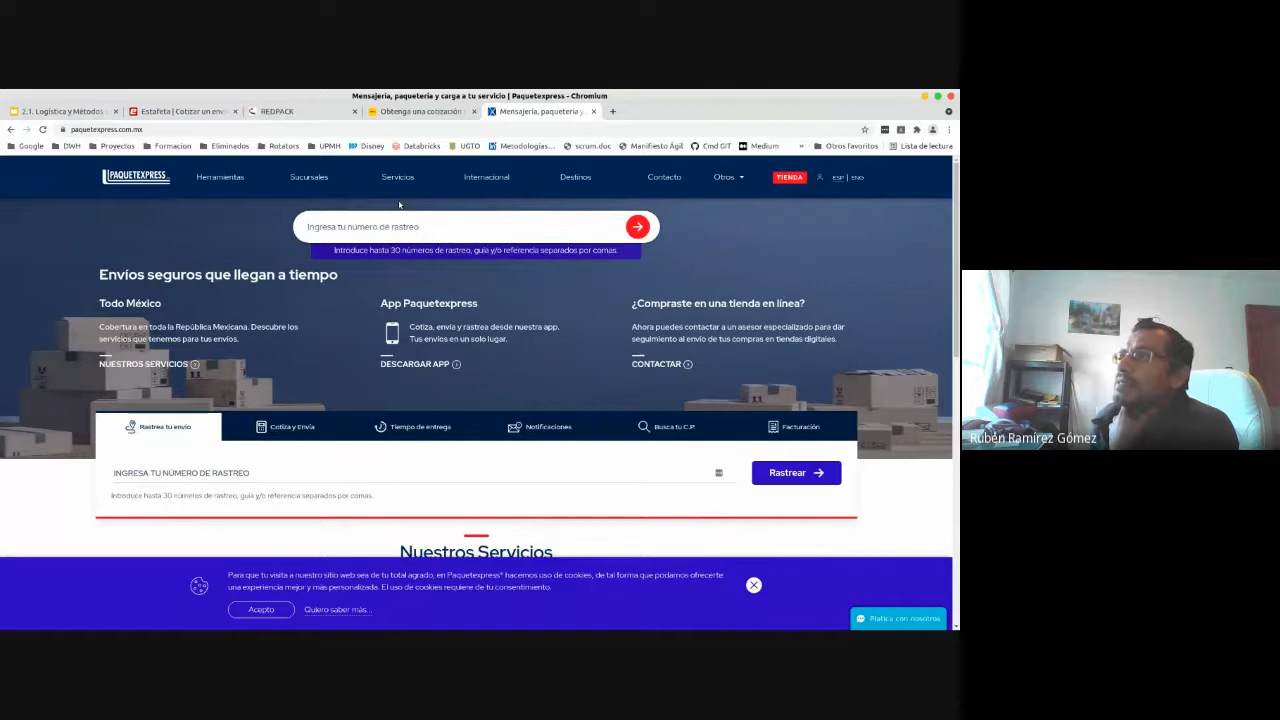 Mensajería, paquetería y carga a tu servicio | Paquetexpress - Chromium
2.1. Logística y Métodos
Estafeta | Cotizar un env
REDPACK
Obtenga una cotización
Mensajería, paquetería y
paquetexpress.com.mx
Google
DWH
Proyectos
Formacion
Eliminados
Rotators
UPMH
Disney
Databricks
UGTO
Metodologías...
scrum.doc
Manifiesto Ágil
Cmd GIT
Medium
»
Otros favoritos
Lista de lectura
PAQUETEXPRESS
Herramientas
Sucursales
Servicios
Internacional
Destinos
Contacto
Otros
TIENDA
ESP | ENG
Ingresa tu número de rastreo
Introduce hasta 30 números de rastreo, guía y/o referencia separados por comas.
Envíos seguros que llegan a tiempo
Todo México
Cobertura en toda la República Mexicana. Descubre los
servicios que tenemos para tus envíos.
NUESTROS SERVICIOS
App Paquetexpress
Cotiza, envía y rastrea desde nuestra app.
Tus envíos en un solo lugar.
DESCARGAR APP
¿Compraste en una tienda en línea?
Ahora puedes contactar a un asesor especializado para dar
seguimiento al envío de tus compras en tiendas digitales.
CONTACTAR
Rastrea tu envío
Cotiza y Envía
Tiempo de entrega
Notificaciones
Busca tu C.P.
Facturación
INGRESA TU NÚMERO DE RASTREO
Rastrear
Introduce hasta 30 números de rastreo, guía y/o referencia separados por comas.
Nuestros Servicios
Para que tu visita a nuestro sitio web sea de tu total agrado, en Paquetexpress® hacemos uso de cookies, de tal forma que podamos ofrecerte
una experiencia mejor y más personalizada. El uso de cookies requiere de tu consentimiento.
Acepto
Quiero saber más...
Platica con nosotros
Rubén Ramírez Gómez